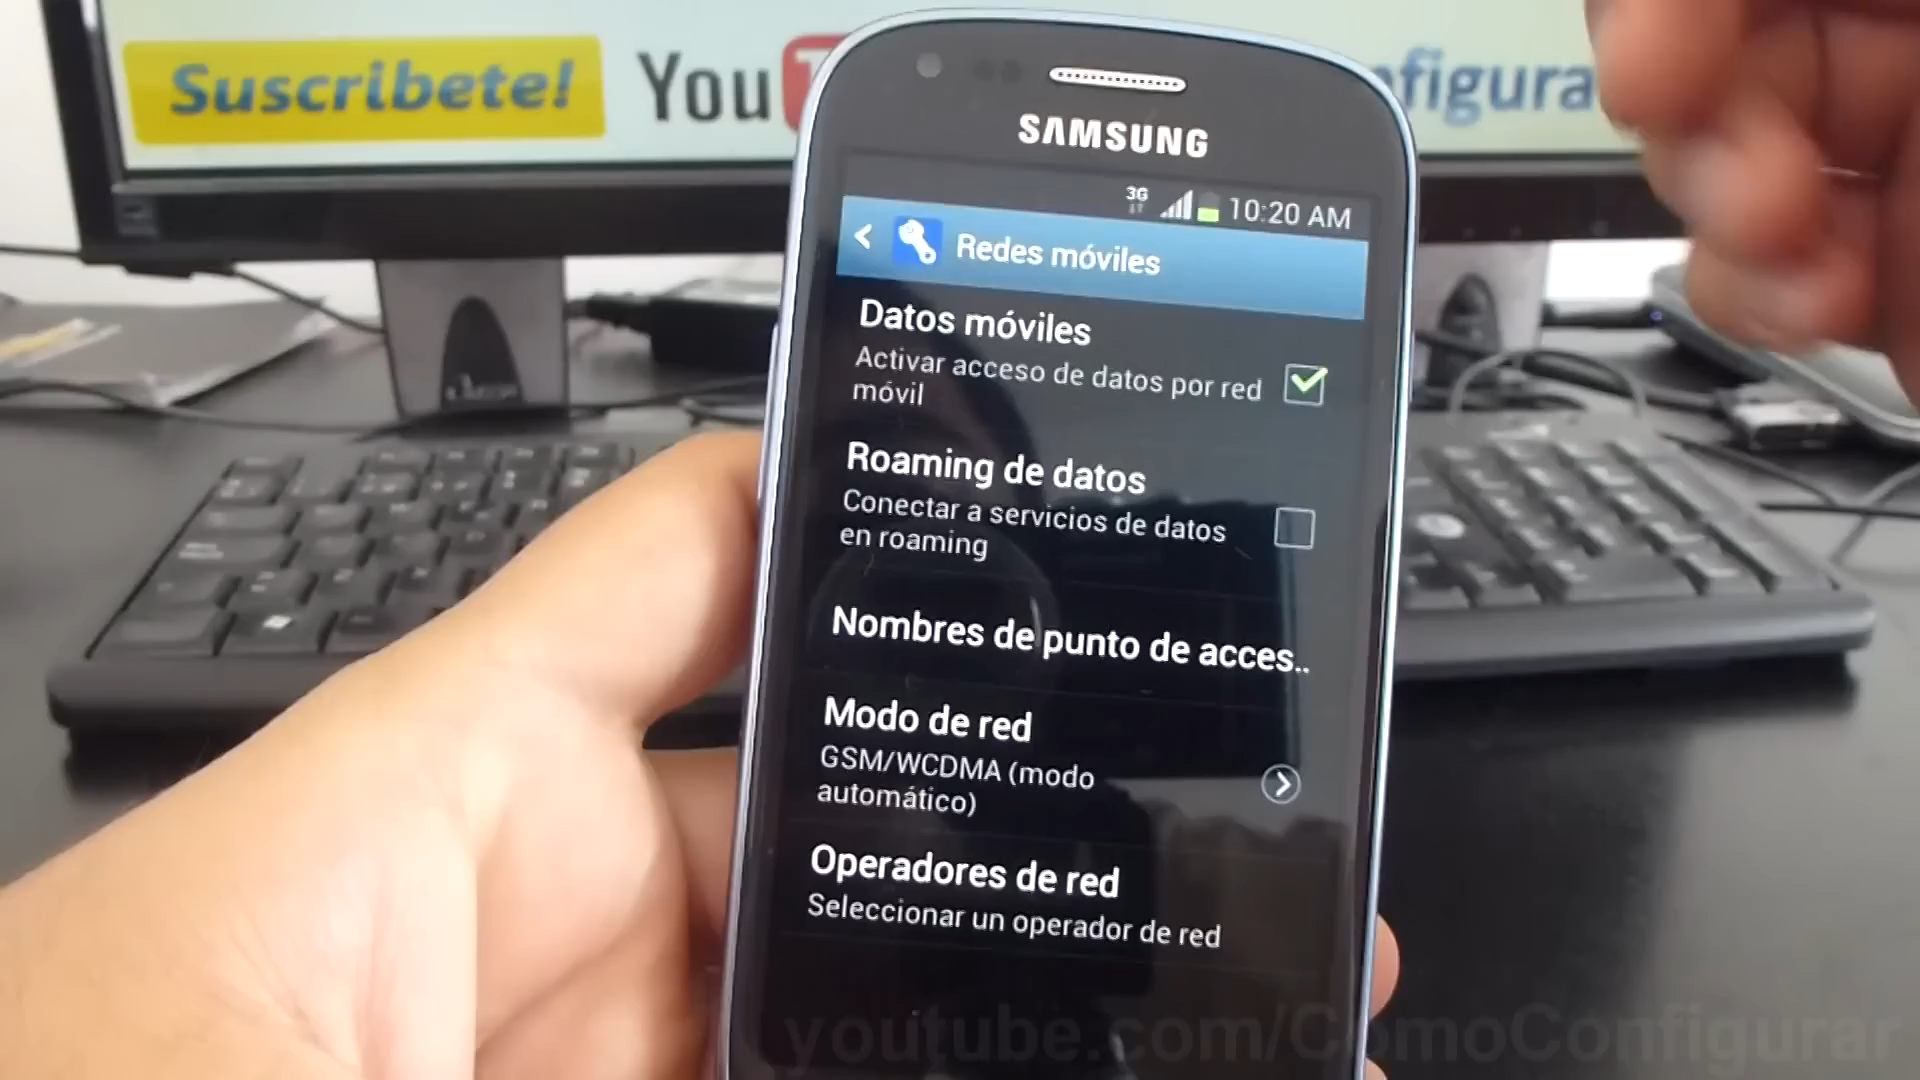 Suscribete!
You
nfigura
SAMSUNG
3G
10:20 AM
Redes móviles
Datos móviles
Activar acceso de datos por red
móvil
Roaming de datos
Conectar a servicios de datos
en roaming
Nombres de punto de acces..
Modo de red
GSM/WCDMA (modo
automático)
Operadores de red
Seleccionar un operador de red
youtube.com/ComoConfigurar